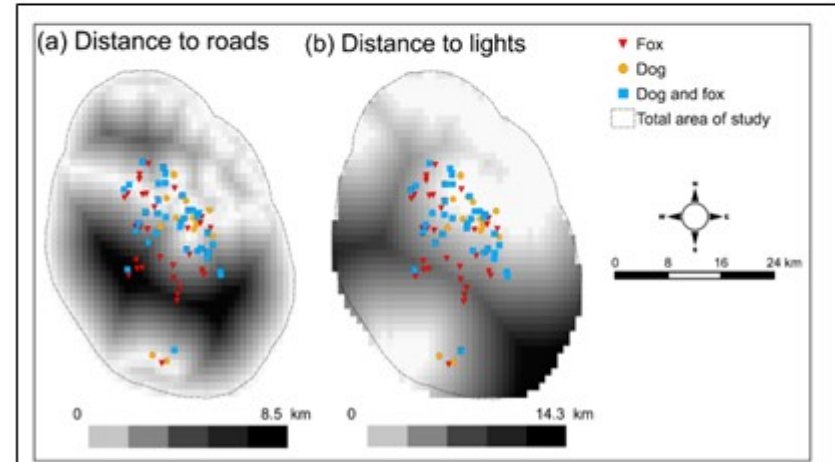 (a) Distance to roads
(b) Distance to lights
Fox
Dog
Dog and fox
Total area of study
N
W E
S
0 8 16 24 km
0 8.5 km
0 14.3 km